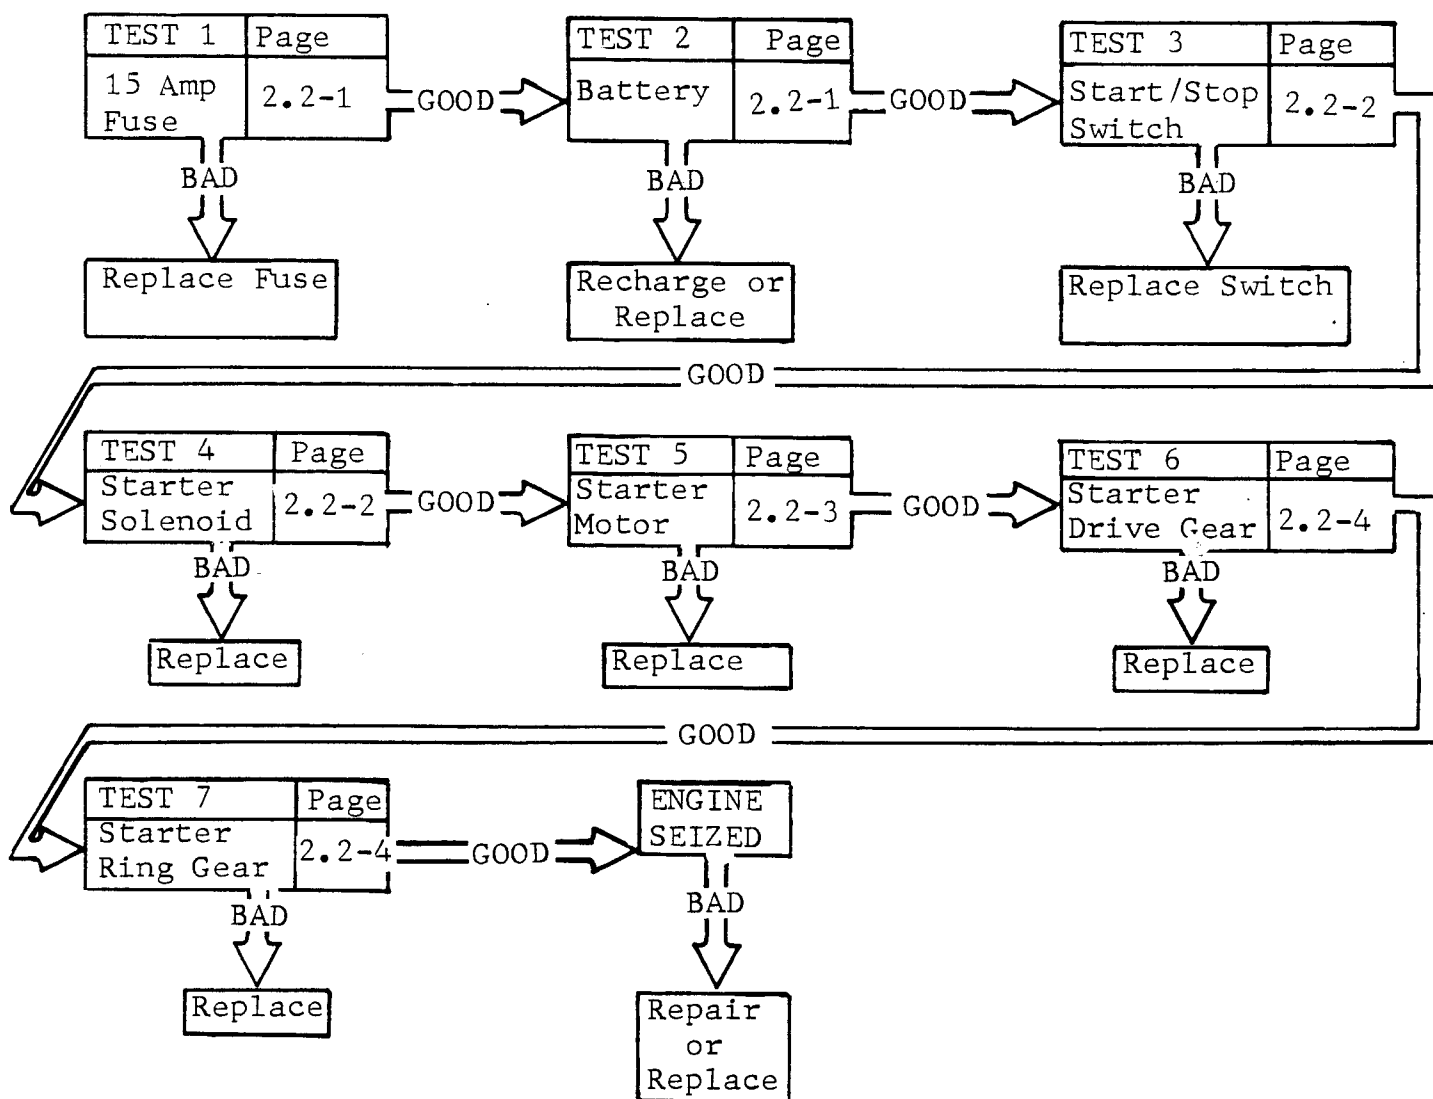 TEST 1 Page
15 Amp Fuse 2.2-1
GOOD
TEST 2 Page
Battery 2.2-1
GOOD
TEST 3 Page
Start/Stop Switch 2.2-2
BAD
BAD
BAD
Replace Fuse
Recharge or
Replace
Replace Switch
GOOD
TEST 4 Page
Starter
Solenoid
2.2-2
GOOD
TEST 5 Page
Starter
Motor
2.2-3
GOOD
TEST 6 Page
Starter
Drive Gear
2.2-4
BAD
BAD
BAD
Replace
Replace
Replace
GOOD
TEST 7 Page
Starter
Ring Gear
2.2-4
GOOD
ENGINE
SEIZED
BAD
BAD
Replace
Repair
or
Replace